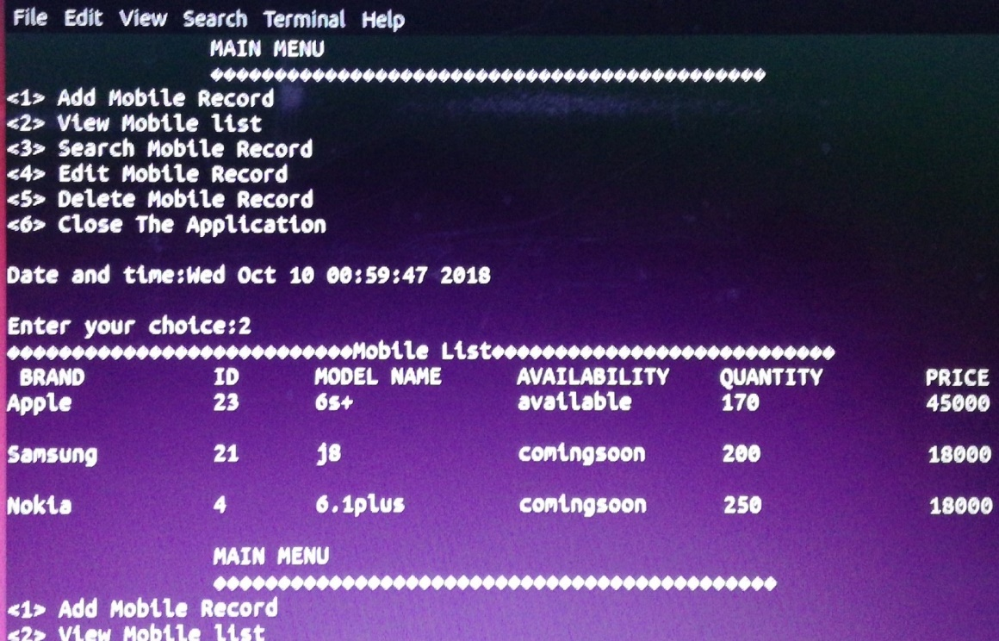 File Edit View Search Terminal Help
MAIN MENU
��������������������������������������������
<1> Add Mobile Record
<2> View Mobile list
<3> Search Mobile Record
<4> Edit Mobile Record
<5> Delete Mobile Record
<6> Close The Application
Date and time:Wed Oct 10 00:59:47 2018
Enter your choice:2
���������������������������Mobile List���������������������������
BRAND ID MODEL NAME AVAILABILITY QUANTITY PRICE
Apple 23 6s+ available 170 45000
Samsung 21 j8 comingsoon 200 18000
Nokia 4 6.1plus comingsoon 250 18000
MAIN MENU
��������������������������������������������
<1> Add Mobile Record
<2> View Mobile list